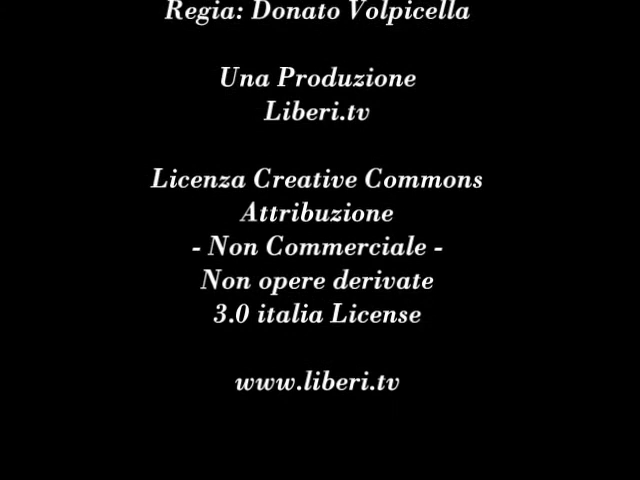 Regia: Donato Volpicella
Una Produzione
Liberi.tv
Licenza Creative Commons
Attribuzione
- Non Commerciale -
Non opere derivate
3.0 italia License
www.liberi.tv